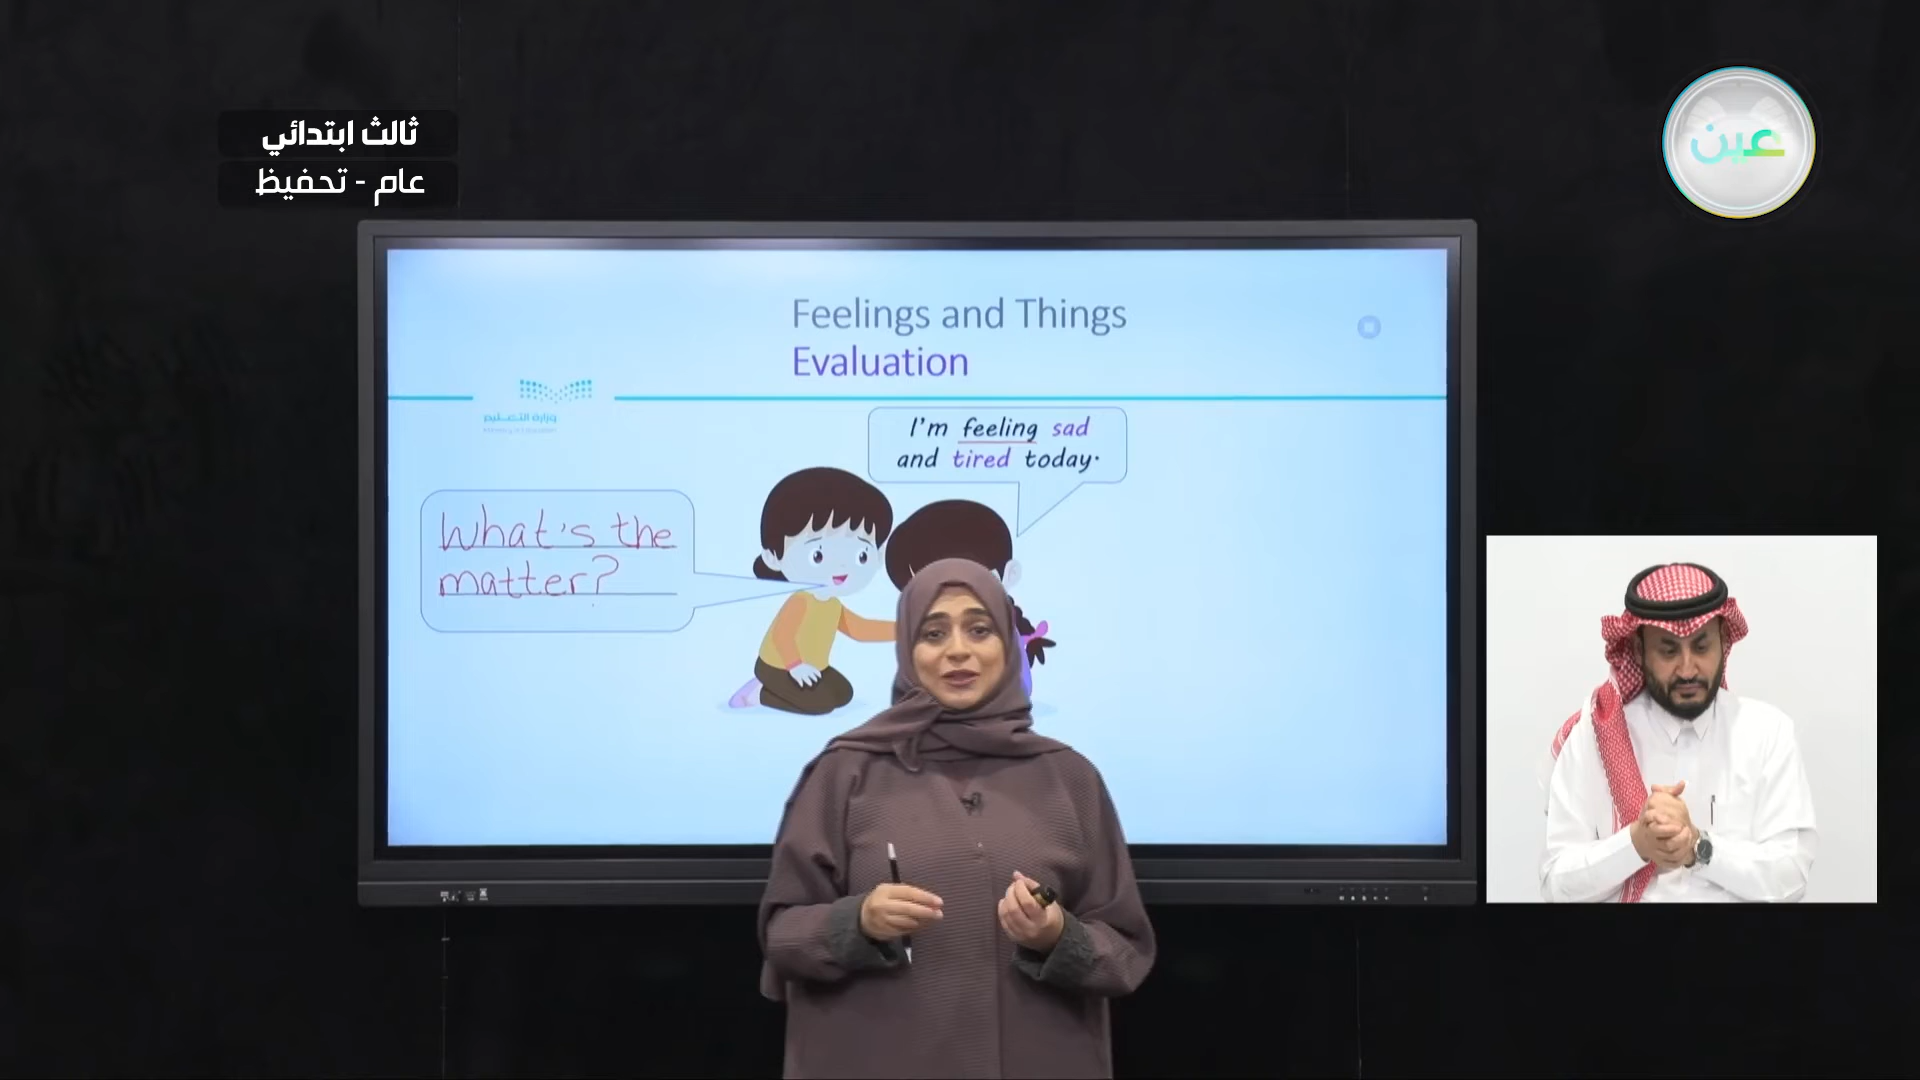 ثالث ابتدائي
عام - تحفيظ
عين
Feelings and Things
Evaluation
وزارة التعليم
I'm feeling sad
and tired today.
What's the
matter?